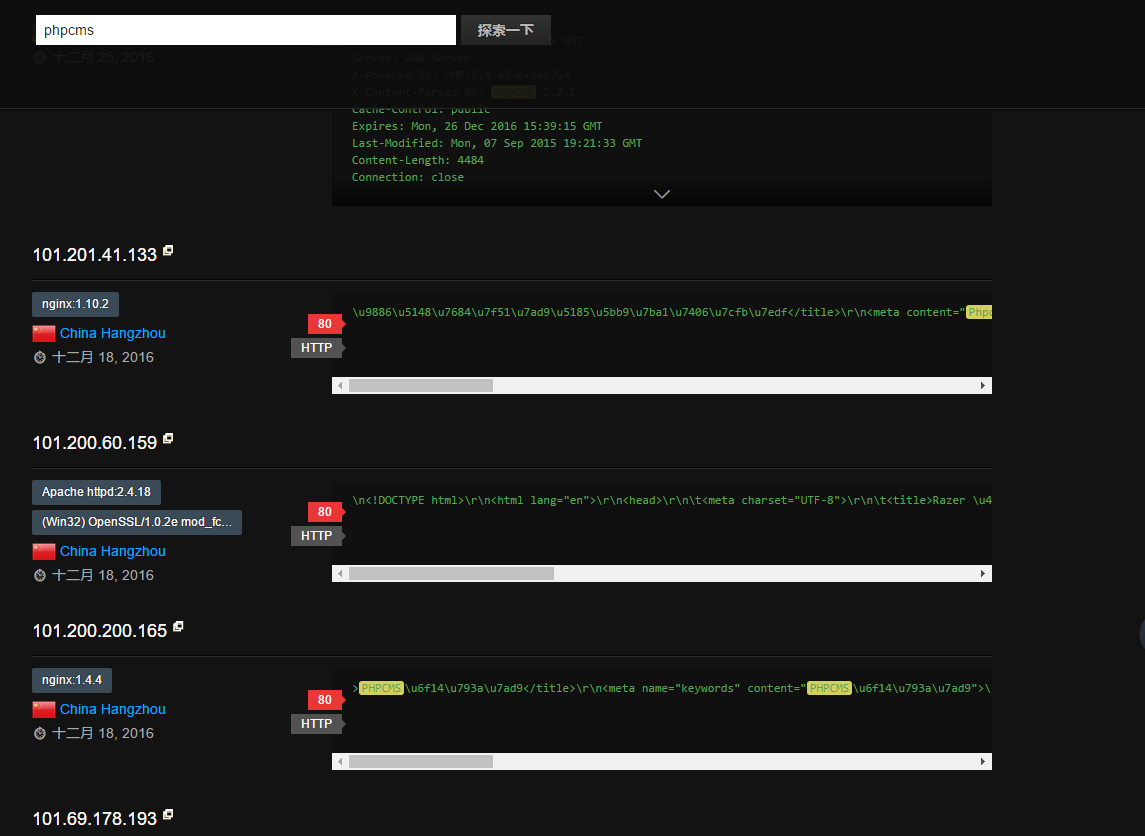 phpcms
探索一下
十二月 25, 2016
GMT
Server: WWW Server
X-Powered-By: PHP/5.4.45-0+deb7u4
X-Content-Parsed-By: 1.2.3
Cache-Control: public
Expires: Mon, 26 Dec 2016 15:39:15 GMT
Last-Modified: Mon, 07 Sep 2015 19:21:33 GMT
Content-Length: 4484
Connection: close
101.201.41.133
nginx:1.10.2
China Hangzhou
十二月 18, 2016
80
HTTP
\u9886\u5148\u7684\u7f51\u7ad9\u5185\u5bb9\u7ba1\u7406\u7cfb\u7edf</title>\r\n<meta content="Phpc
101.200.60.159
Apache httpd:2.4.18
(Win32) OpenSSL/1.0.2e mod_fc...
China Hangzhou
十二月 18, 2016
80
HTTP
\n<!DOCTYPE html>\r\n<html lang="en">\r\n<head>\r\n\t<meta charset="UTF-8">\r\n\t<title>Razer \u4
101.200.200.165
nginx:1.4.4
China Hangzhou
十二月 18, 2016
80
HTTP
>PHPCMS\u6f14\u793a\u7ad9</title>\r\n<meta name="keywords" content="PHPCMS\u6f14\u793a\u7ad9">\
101.69.178.193